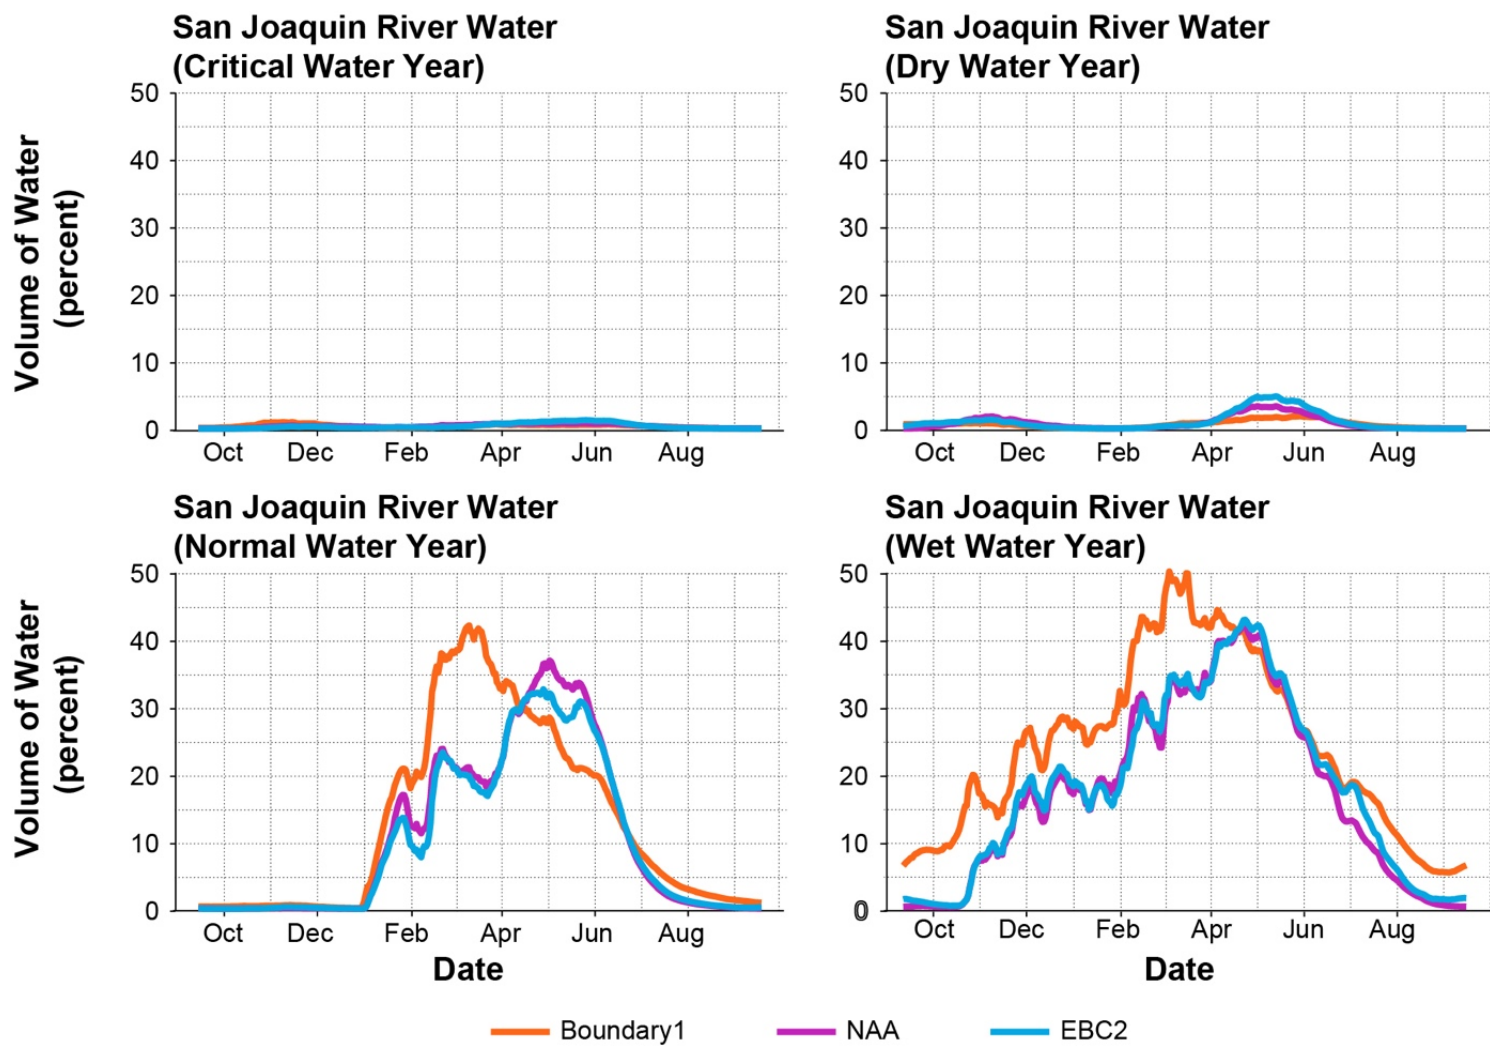 San Joaquin River Water
(Critical Water Year)
San Joaquin River Water
(Dry Water Year)
Volume of Water
(percent)
50
40
30
20
10
0
Oct Dec Feb Apr Jun Aug
50
40
30
20
10
0
Oct Dec Feb Apr Jun Aug
San Joaquin River Water
(Normal Water Year)
San Joaquin River Water
(Wet Water Year)
Volume of Water
(percent)
50
40
30
20
10
0
Oct Dec Feb Apr Jun Aug
Date
50
40
30
20
10
0
Oct Dec Feb Apr Jun Aug
Date
Boundary1 NAA EBC2